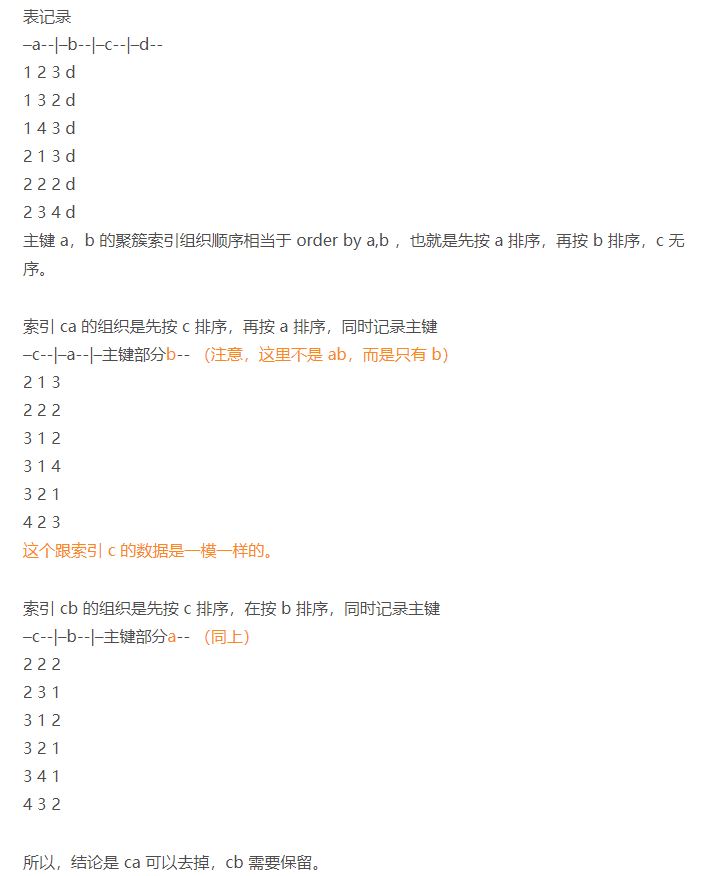 表记录
–a--|–b--|–c--|–d--
1 2 3 d
1 3 2 d
1 4 3 d
2 1 3 d
2 2 2 d
2 3 4 d
主键 a，b 的聚簇索引组织顺序相当于 order by a,b ，也就是先按 a 排序，再按 b 排序，c 无
序。
索引 ca 的组织是先按 c 排序，再按 a 排序，同时记录主键
–c--|–a--|–主键部分b-- （注意，这里不是 ab，而是只有 b）
2 1 3
2 2 2
3 1 2
3 1 4
3 2 1
4 2 3
这个跟索引 c 的数据是一模一样的。
索引 cb 的组织是先按 c 排序，在按 b 排序，同时记录主键
–c--|–b--|–主键部分a-- （同上）
2 2 2
2 3 1
3 1 2
3 2 1
3 4 1
4 3 2
所以，结论是 ca 可以去掉，cb 需要保留。